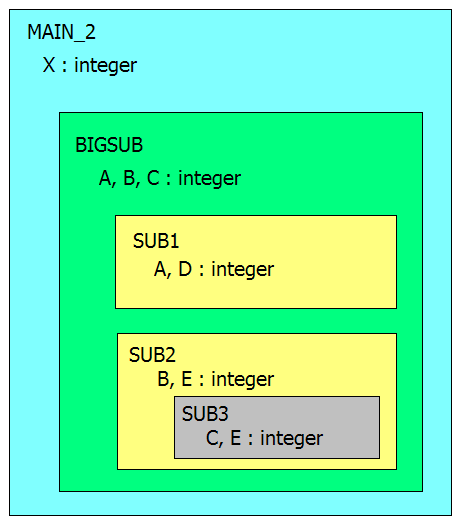 MAIN_2
X : integer
BIGSUB
A, B, C : integer
SUB1
A, D : integer
SUB2
B, E : integer
SUB3
C, E : integer